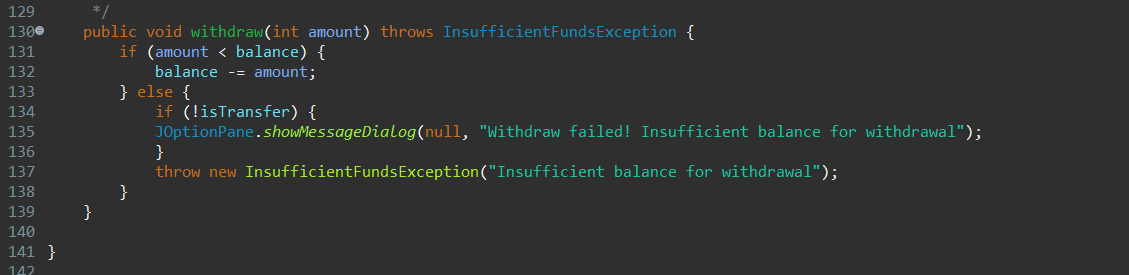 129      */
130    public void withdraw(int amount) throws InsufficientFundsException {
131        if (amount < balance) {
132            balance -= amount;
133        } else {
134            if (!isTransfer) {
135            JOptionPane.showMessageDialog(null, "Withdraw failed! Insufficient balance for withdrawal");
136            }
137            throw new InsufficientFundsException("Insufficient balance for withdrawal");
138        }
139    }
140
141 }
142